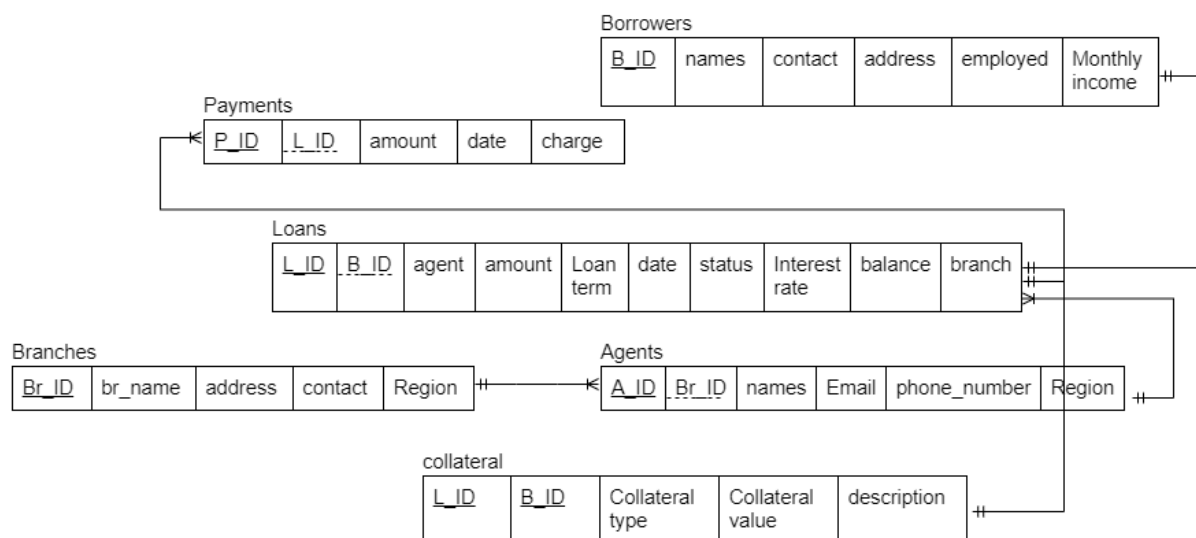 Borrowers
B_ID names contact address employed Monthly income
Payments
P_ID L_ID amount date charge
Loans
L_ID B_ID agent amount Loan term date status Interest rate balance branch
Branches
Br_ID br_name address contact Region
Agents
A_ID Br_ID names Email phone_number Region
collateral
L_ID B_ID Collateral type Collateral value description